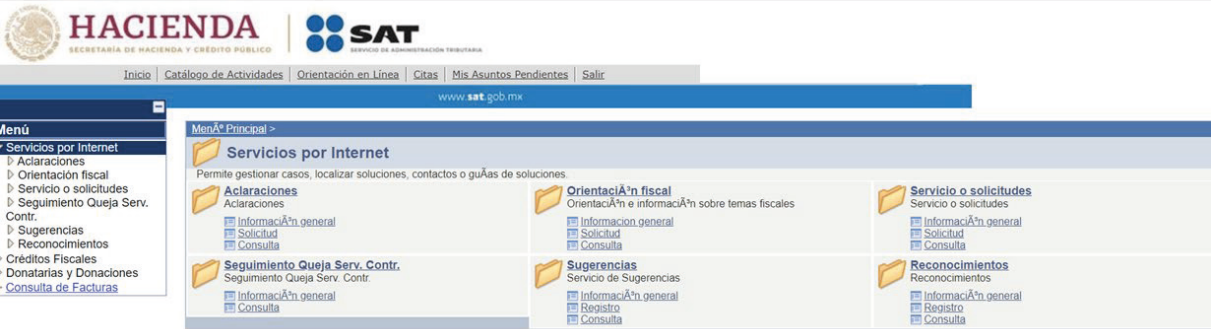 HACIENDA
SECRETARÍA DE HACIENDA Y CRÉDITO PÚBLICO
SAT
SERVICIO DE ADMINISTRACIÓN TRIBUTARIA
Inicio | Catálogo de Actividades | Orientación en Línea | Citas | Mis Asuntos Pendientes | Salir
www.sat.gob.mx
Menú
Servicios por Internet
Aclaraciones
Orientación fiscal
Servicio o solicitudes
Seguimiento Queja Serv.
Contr.
Sugerencias
Reconocimientos
Créditos Fiscales
Donatarias y Donaciones
Consulta de Facturas
MenÃº Principal >
Servicios por Internet
Permite gestionar casos, localizar soluciones, contactos o guÃas de soluciones.
Aclaraciones
Aclaraciones
InformaciÃ³n general
Solicitud
Consulta
OrientaciÃ³n fiscal
OrientaciÃ³n e informaciÃ³n sobre temas fiscales
Informacion general
Solicitud
Consulta
Servicio o solicitudes
Servicio o solicitudes
InformaciÃ³n general
Solicitud
Consulta
Seguimiento Queja Serv. Contr.
Seguimiento Queja Serv. Contr.
InformaciÃ³n general
Consulta
Sugerencias
Servicio de Sugerencias
InformaciÃ³n general
Registro
Consulta
Reconocimientos
Reconocimientos
InformaciÃ³n general
Registro
Consulta